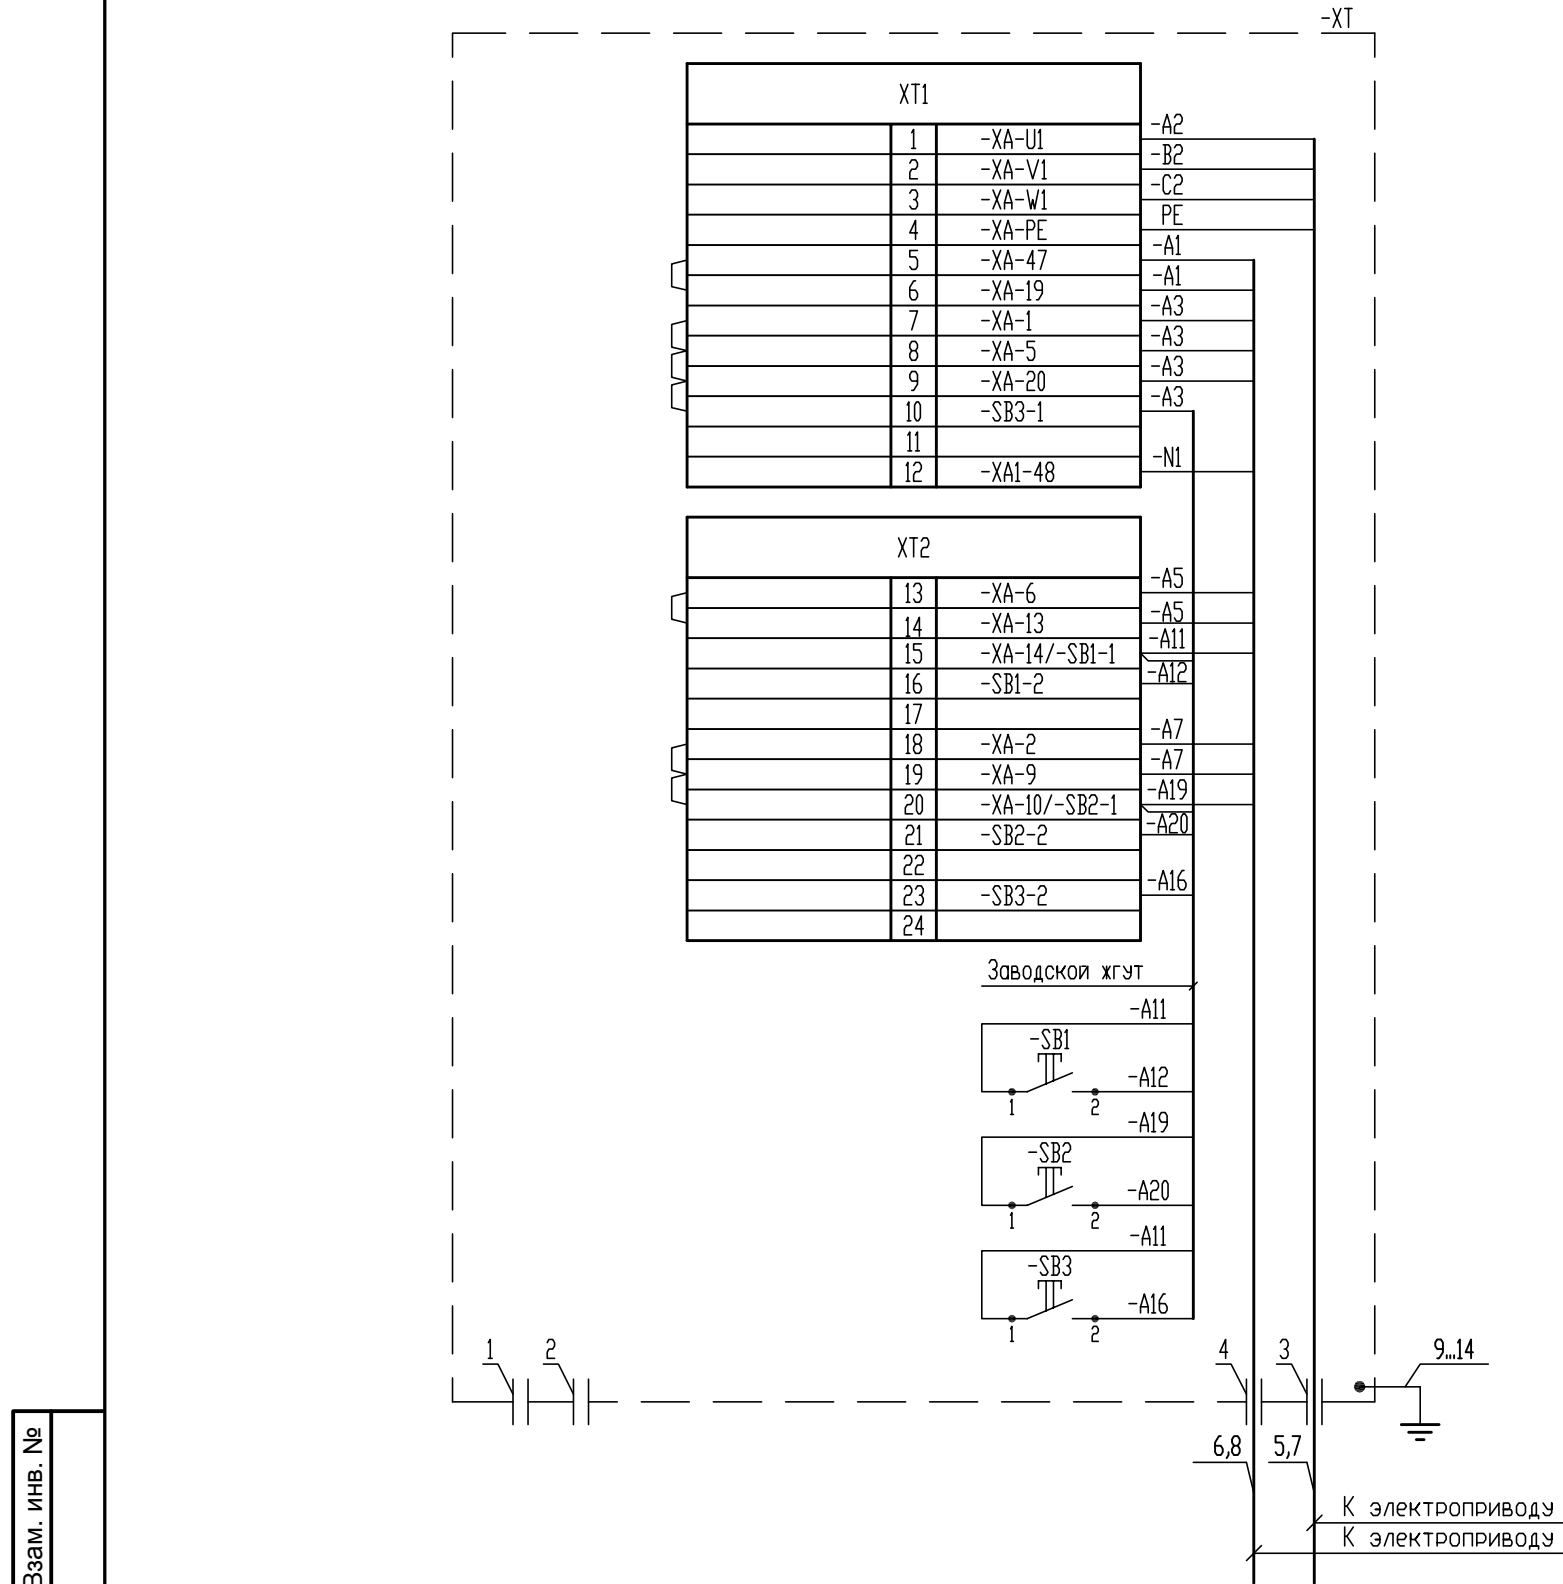 -XT
XT1
1 -XA-U1 -A2
2 -XA-V1 -B2
3 -XA-W1 -C2
4 -XA-PE PE
5 -XA-47 -A1
6 -XA-19 -A1
7 -XA-1 -A3
8 -XA-5 -A3
9 -XA-20 -A3
10 -SB3-1 -A3
11
12 -XA1-48 -N1
XT2
13 -XA-6 -A5
14 -XA-13 -A5
15 -XA-14/-SB1-1 -A11
16 -SB1-2 -A12
17
18 -XA-2 -A7
19 -XA-9 -A7
20 -XA-10/-SB2-1 -A19
21 -SB2-2 -A20
22
23 -SB3-2 -A16
24
Заводской жгут
-A11
-SB1
-A12
1 2
-A19
-SB2
-A20
1 2
-A11
-SB3
-A16
1 2
1 2 4 3 9...14
6,8 5,7
К электроприводу
К электроприводу
Взам. инв. №